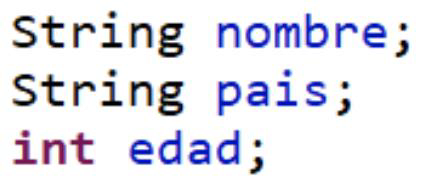 String nombre;
String pais;
int edad;